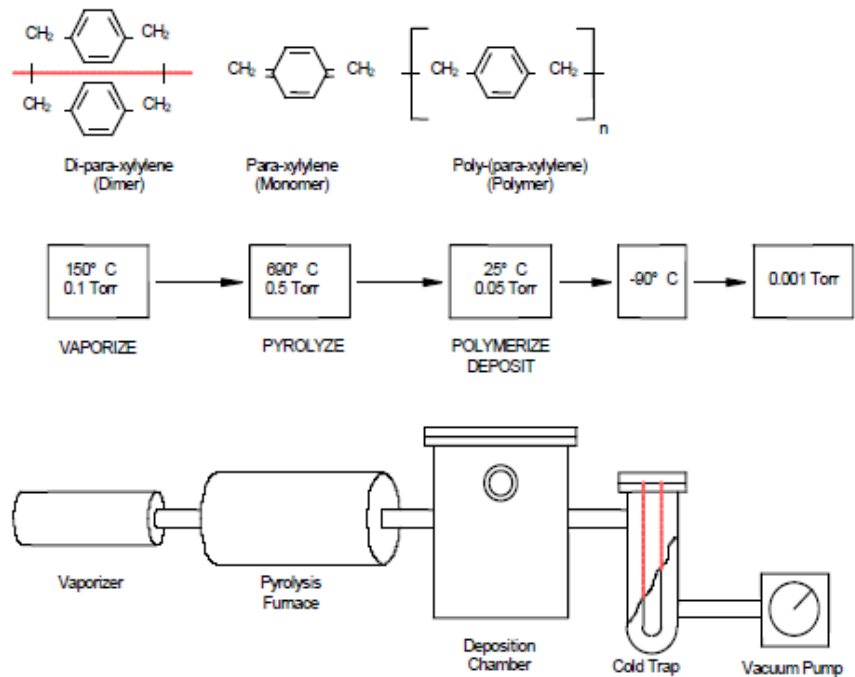 CH₂ CH₂
CH₂ CH₂
Di-para-xylylene
(Dimer)
CH₂ CH₂
Para-xylylene
(Monomer)
CH₂ CH₂
n
Poly-(para-xylylene)
(Polymer)
150° C
0.1 Torr
690° C
0.5 Torr
25° C
0.05 Torr
-90° C
0.001 Torr
VAPORIZE
PYROLYZE
POLYMERIZE
DEPOSIT
Vaporizer
Pyrolysis
Furnace
Deposition
Chamber
Cold Trap
Vacuum Pump